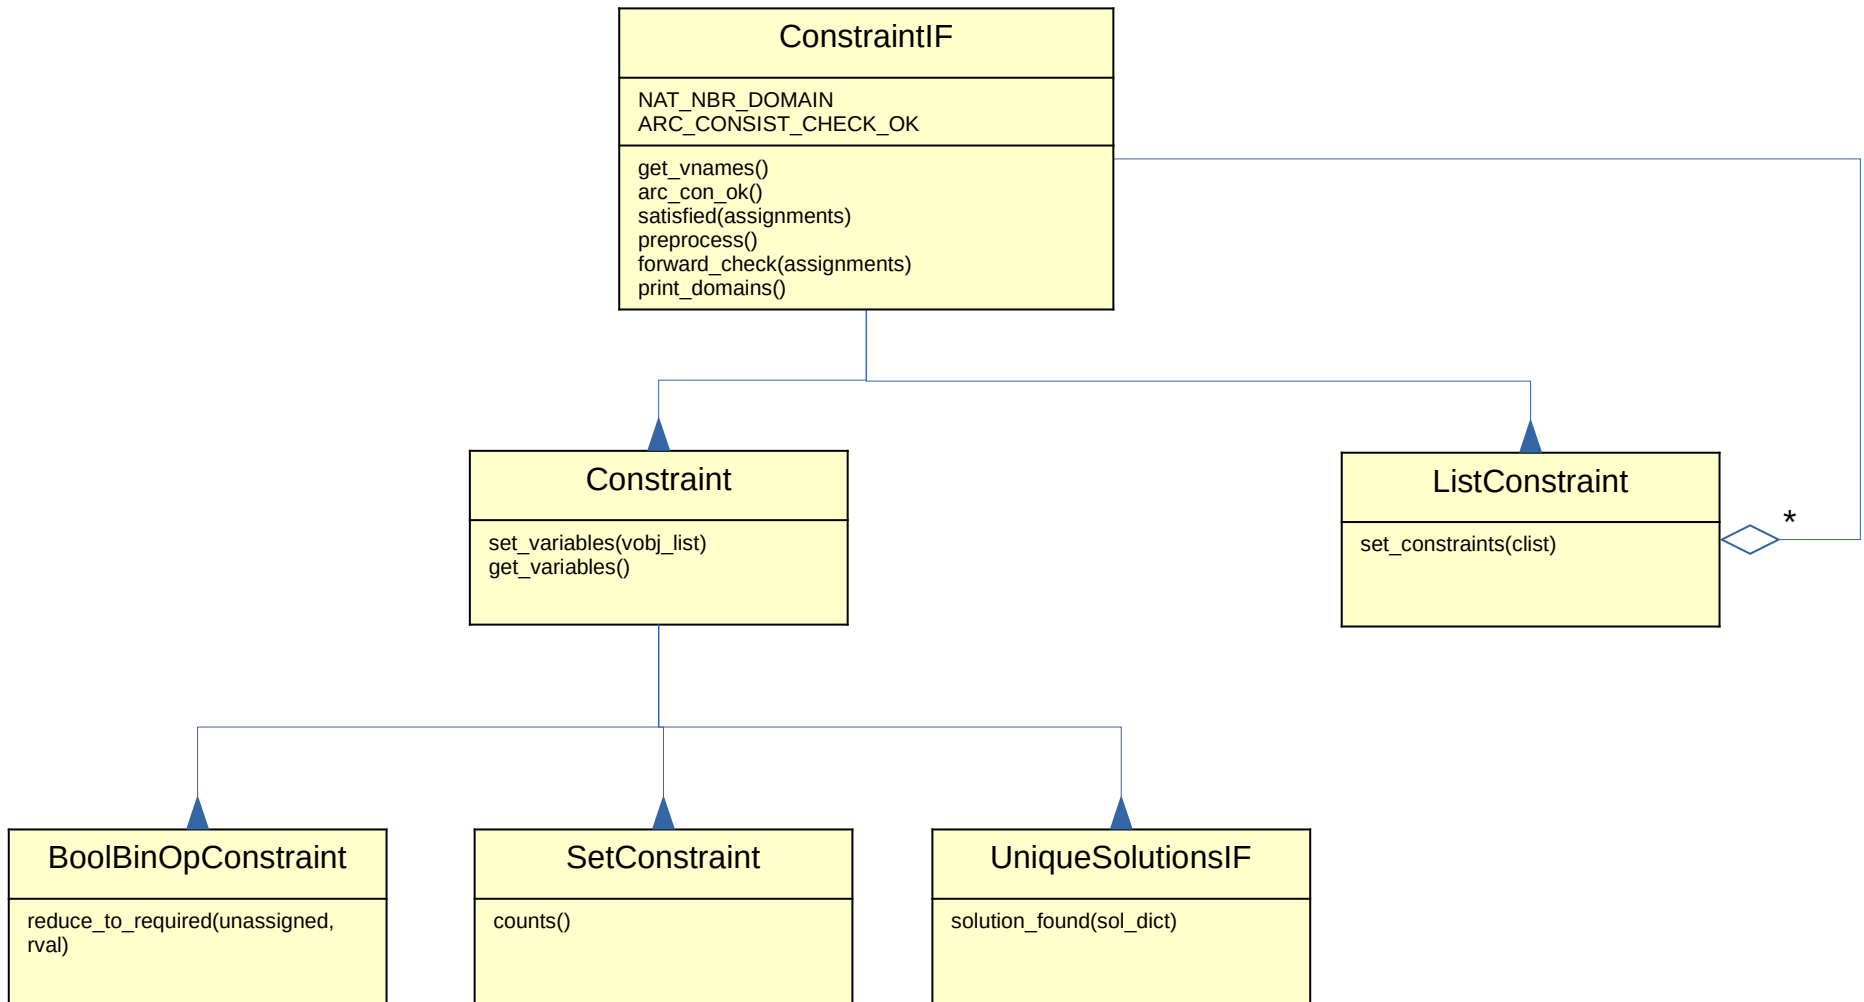 ConstraintIF
NAT_NBR_DOMAIN
ARC_CONSIST_CHECK_OK
get_vnames()
arc_con_ok()
satisfied(assignments)
preprocess()
forward_check(assignments)
print_domains()
Constraint
set_variables(vobj_list)
get_variables()
ListConstraint
set_constraints(clist)
*
BoolBinOpConstraint
reduce_to_required(unassigned,
rval)
SetConstraint
counts()
UniqueSolutionsIF
solution_found(sol_dict)